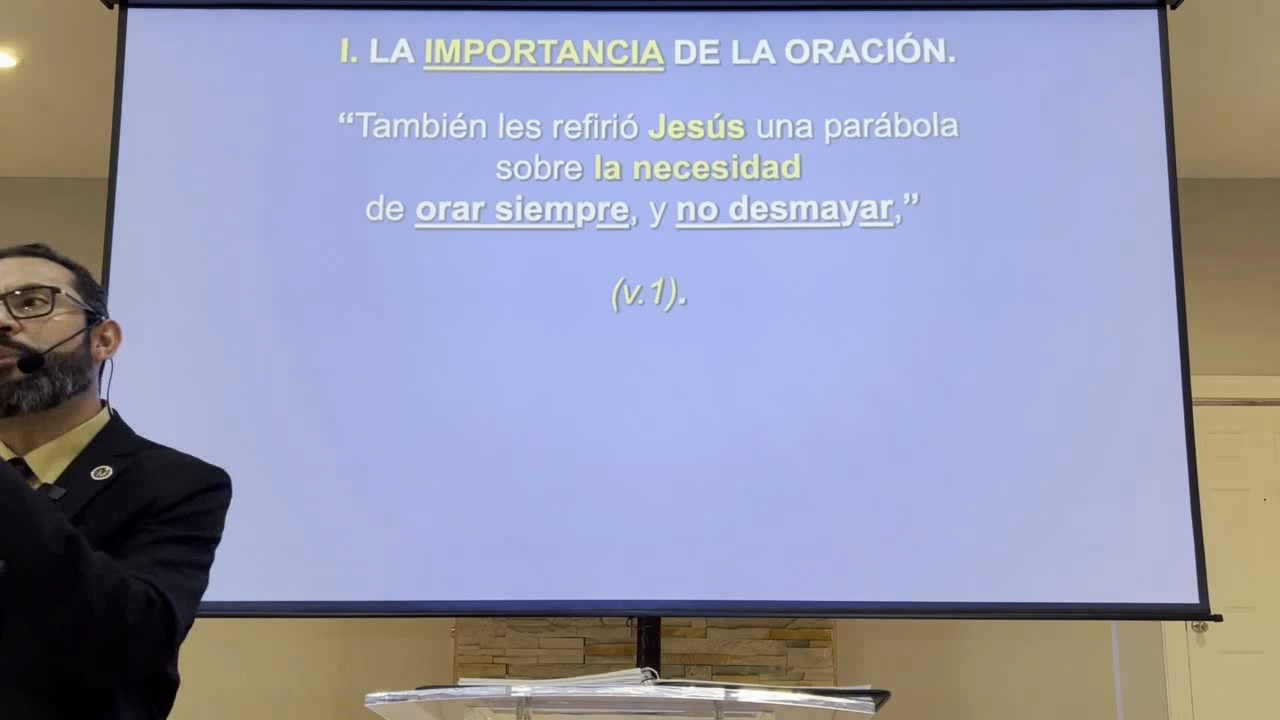 I. LA IMPORTANCIA DE LA ORACIÓN.
“También les refirió Jesús una parábola
sobre la necesidad
de orar siempre, y no desmayar,”
(v.1).